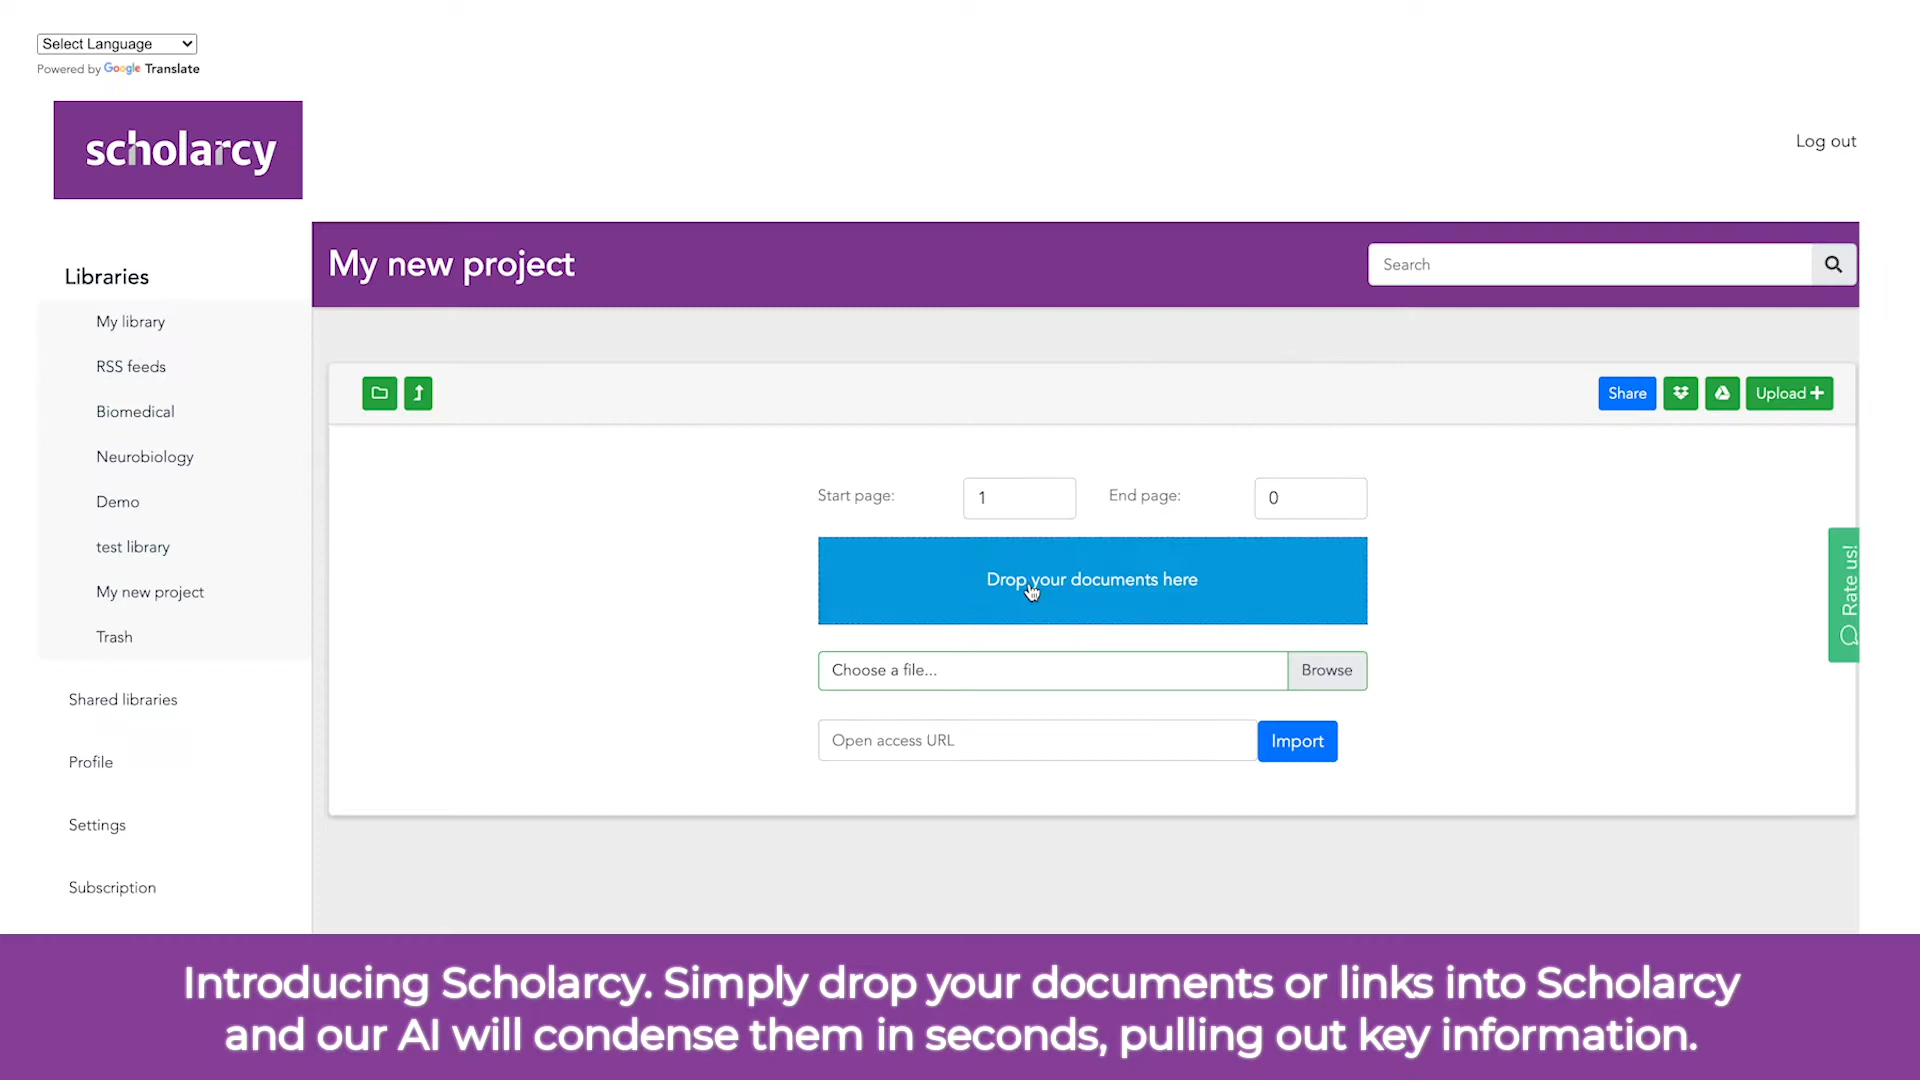 Select Language
Powered by Google Translate
scholarcy
Log out
My new project
Search
Libraries
My library
RSS feeds
Biomedical
Neurobiology
Demo
test library
My new project
Trash
Shared libraries
Profile
Settings
Subscription
Share
Upload
Start page:
1
End page:
0
Drop your documents here
Choose a file...
Browse
Open access URL
Import
Rate us!
Introducing Scholarcy. Simply drop your documents or links into Scholarcy
and our AI will condense them in seconds, pulling out key information.